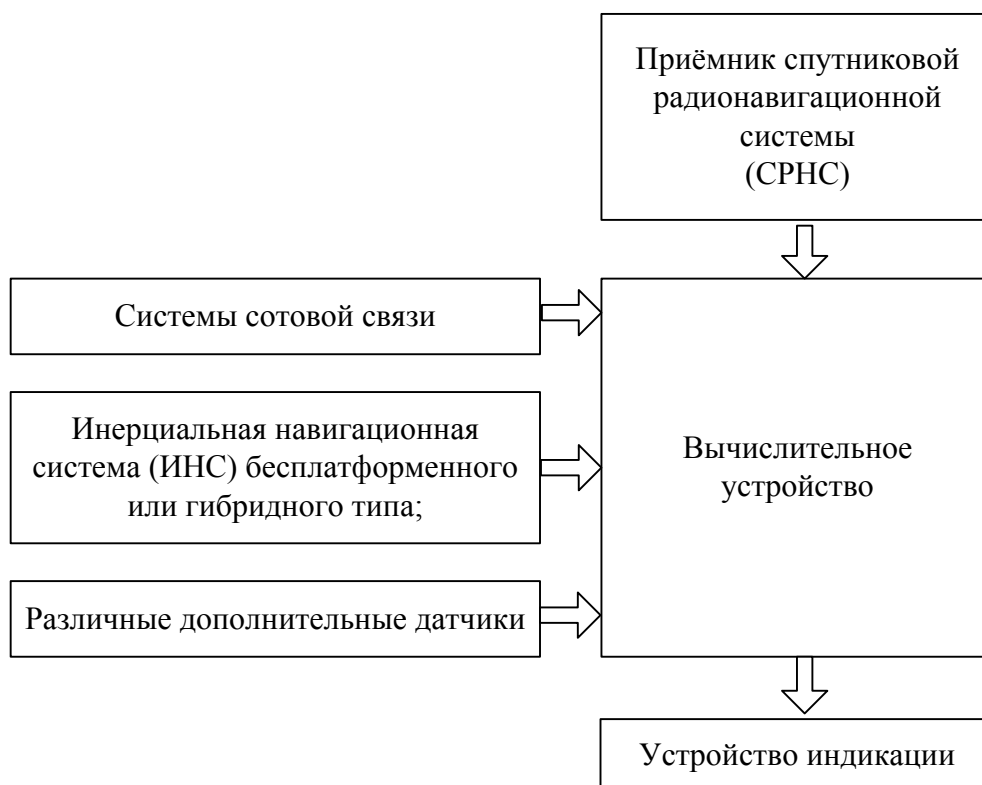 Приёмник спутниковой
радионавигационной
системы
(СРНС)
Системы сотовой связи
Инерциальная навигационная
система (ИНС) бесплатформенного
или гибридного типа;
Различные дополнительные датчики
Вычислительное
устройство
Устройство индикации